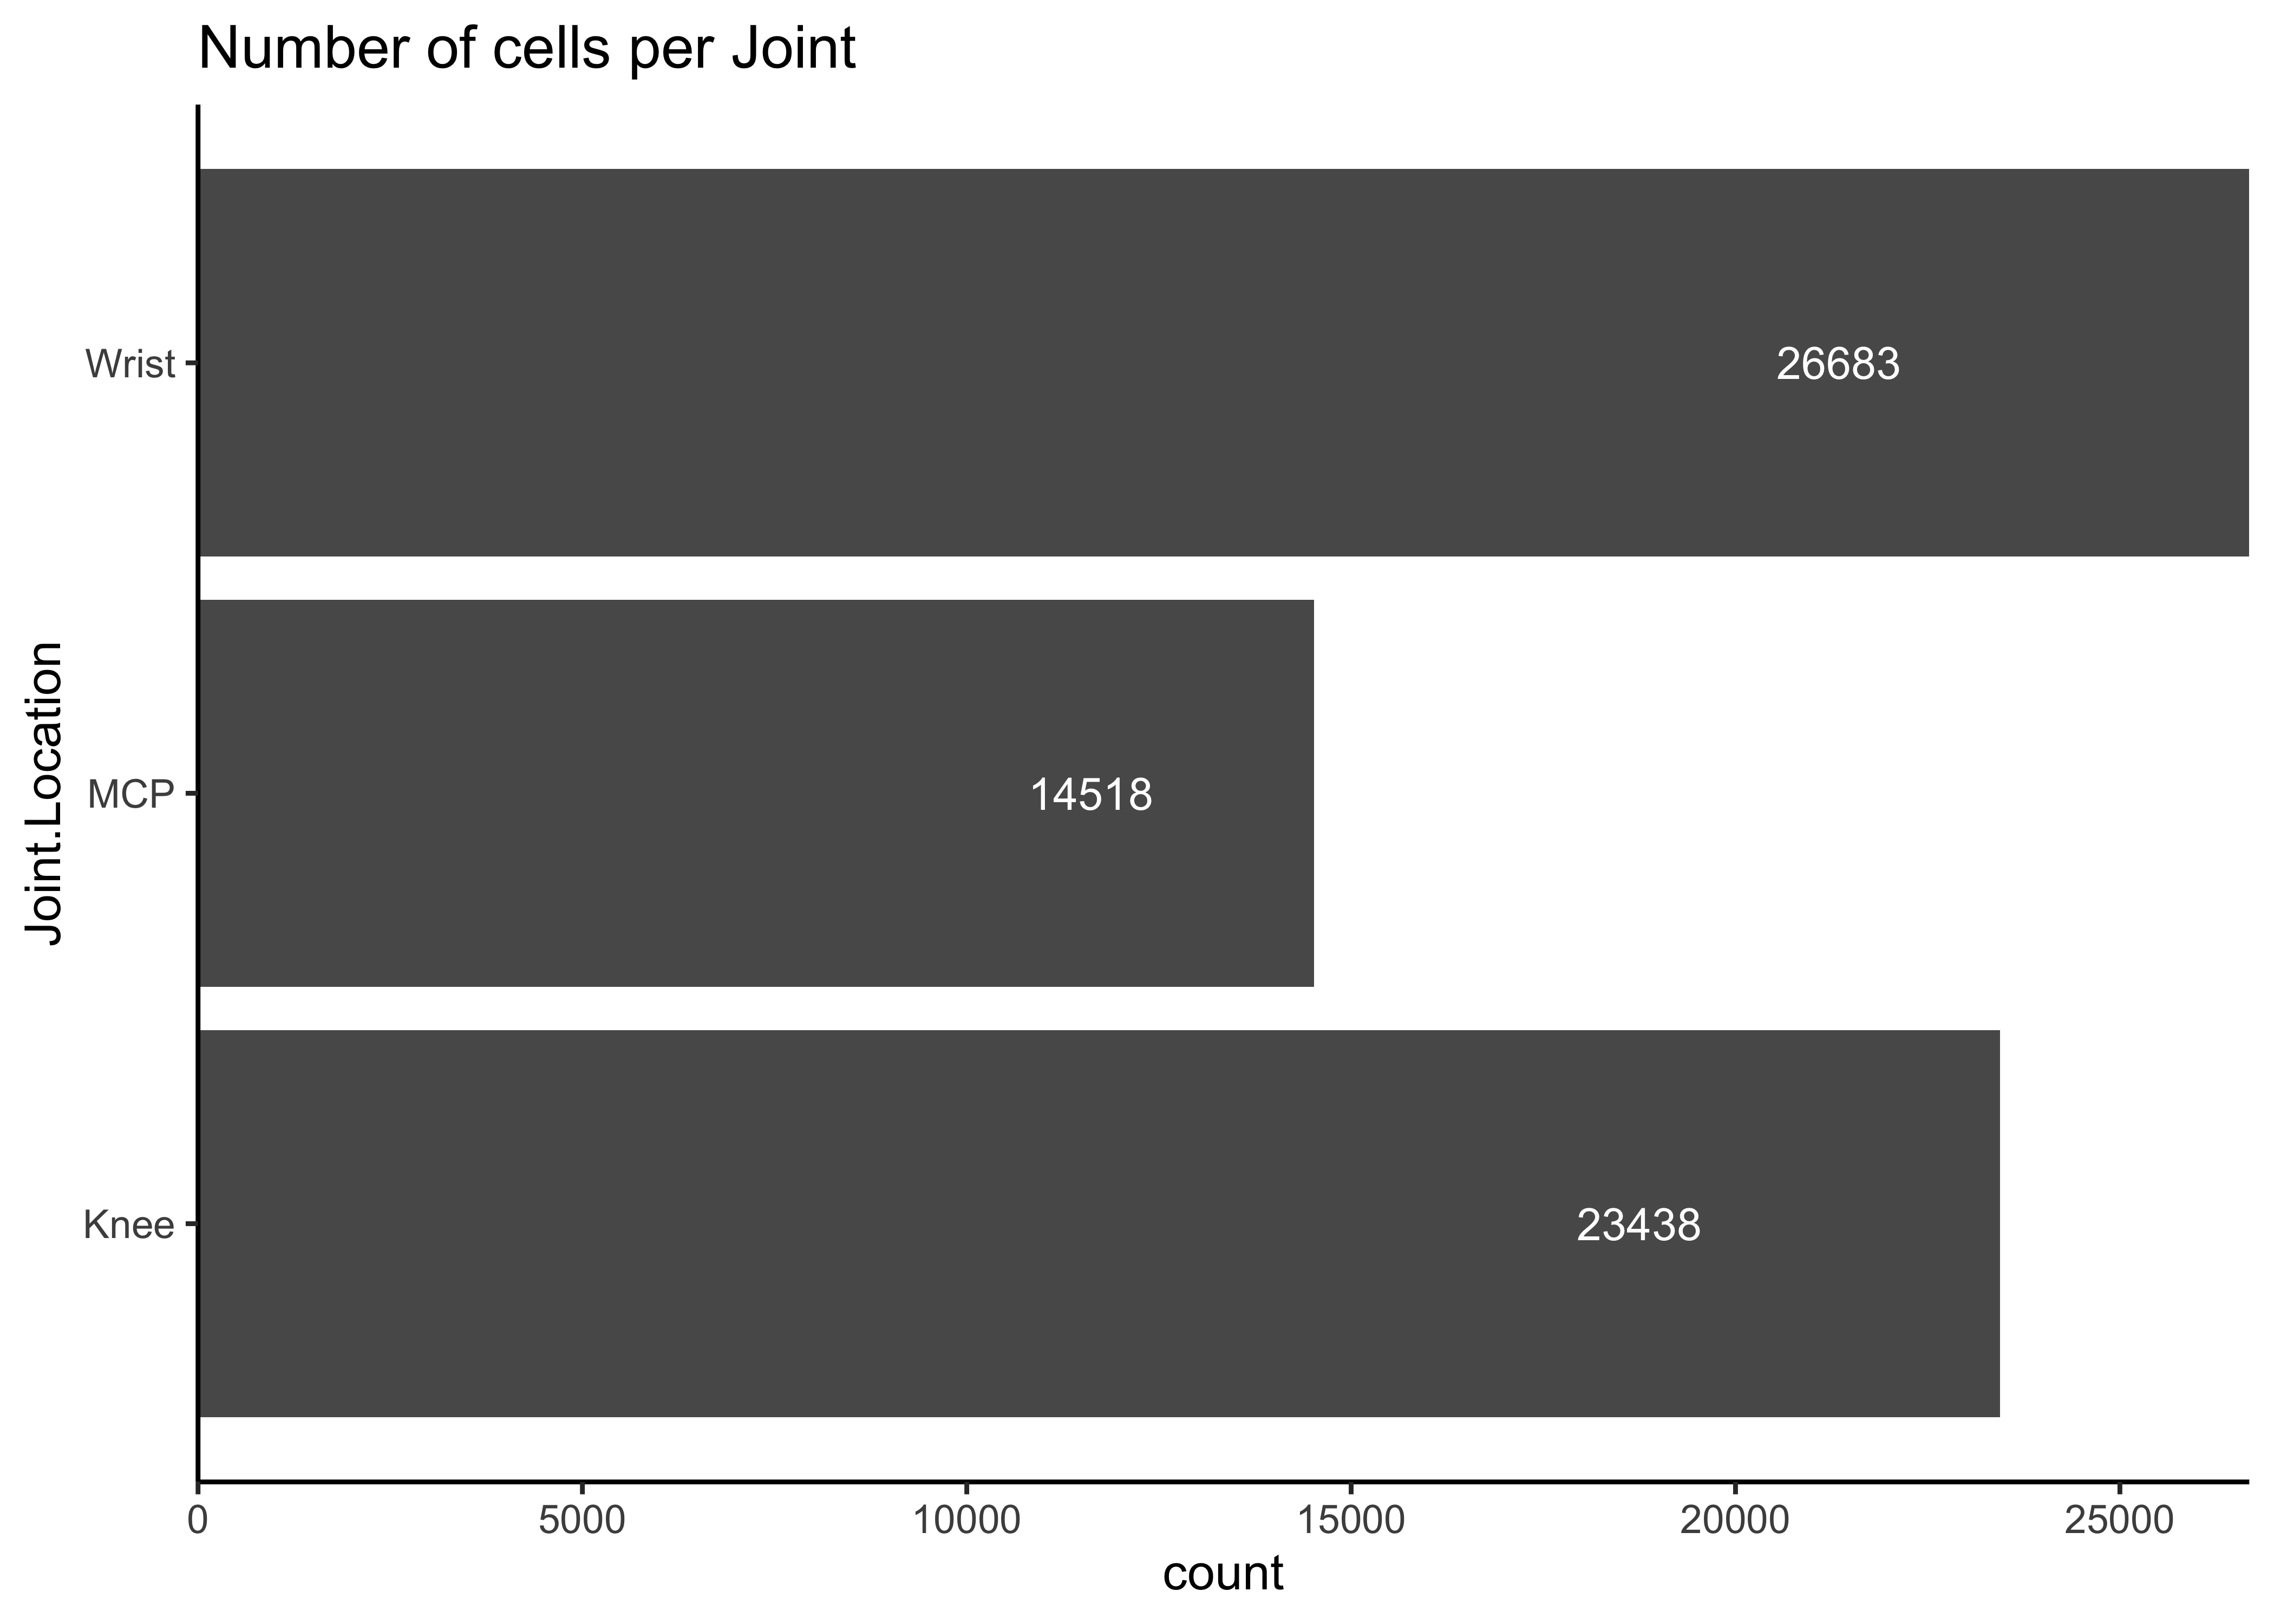 Number of cells per Joint
Joint.Location
Wrist
26683
MCP
14518
Knee
23438
0 5000 10000 15000 20000 25000
count